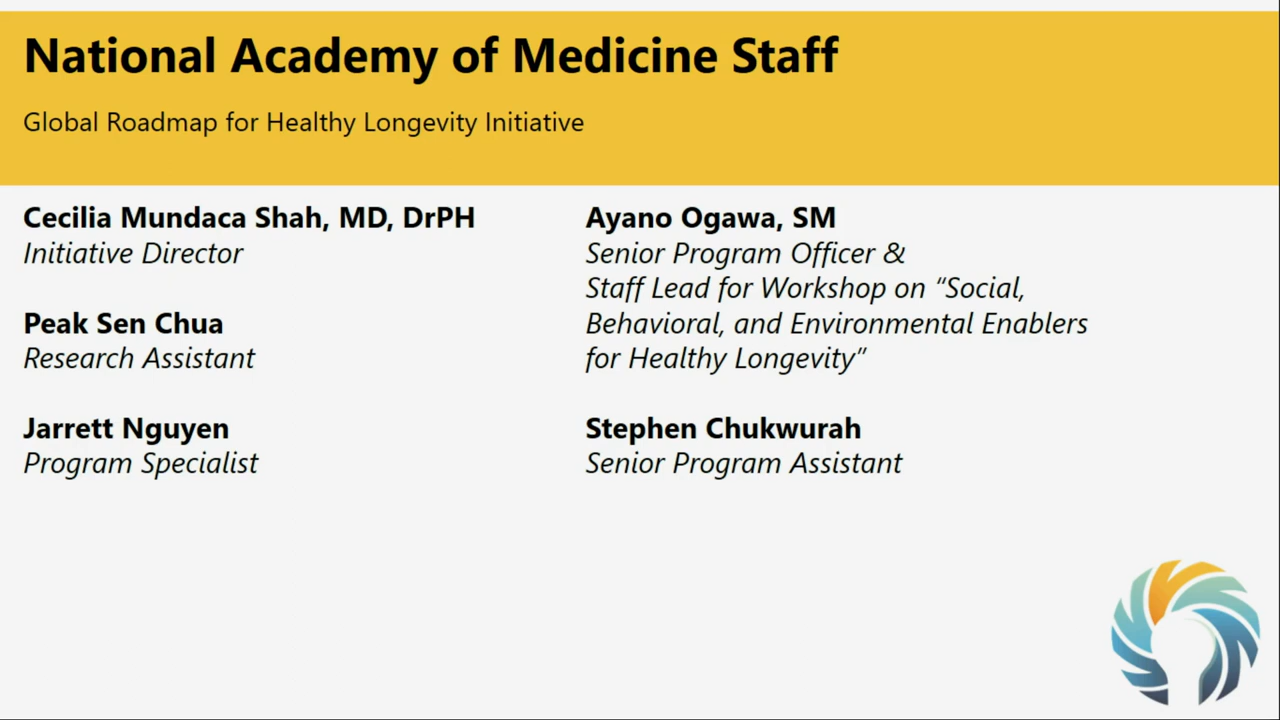 National Academy of Medicine Staff
Global Roadmap for Healthy Longevity Initiative
Cecilia Mundaca Shah, MD, DrPH
Initiative Director
Peak Sen Chua
Research Assistant
Jarrett Nguyen
Program Specialist
Ayano Ogawa, SM
Senior Program Officer &
Staff Lead for Workshop on “Social,
Behavioral, and Environmental Enablers
for Healthy Longevity”
Stephen Chukwurah
Senior Program Assistant